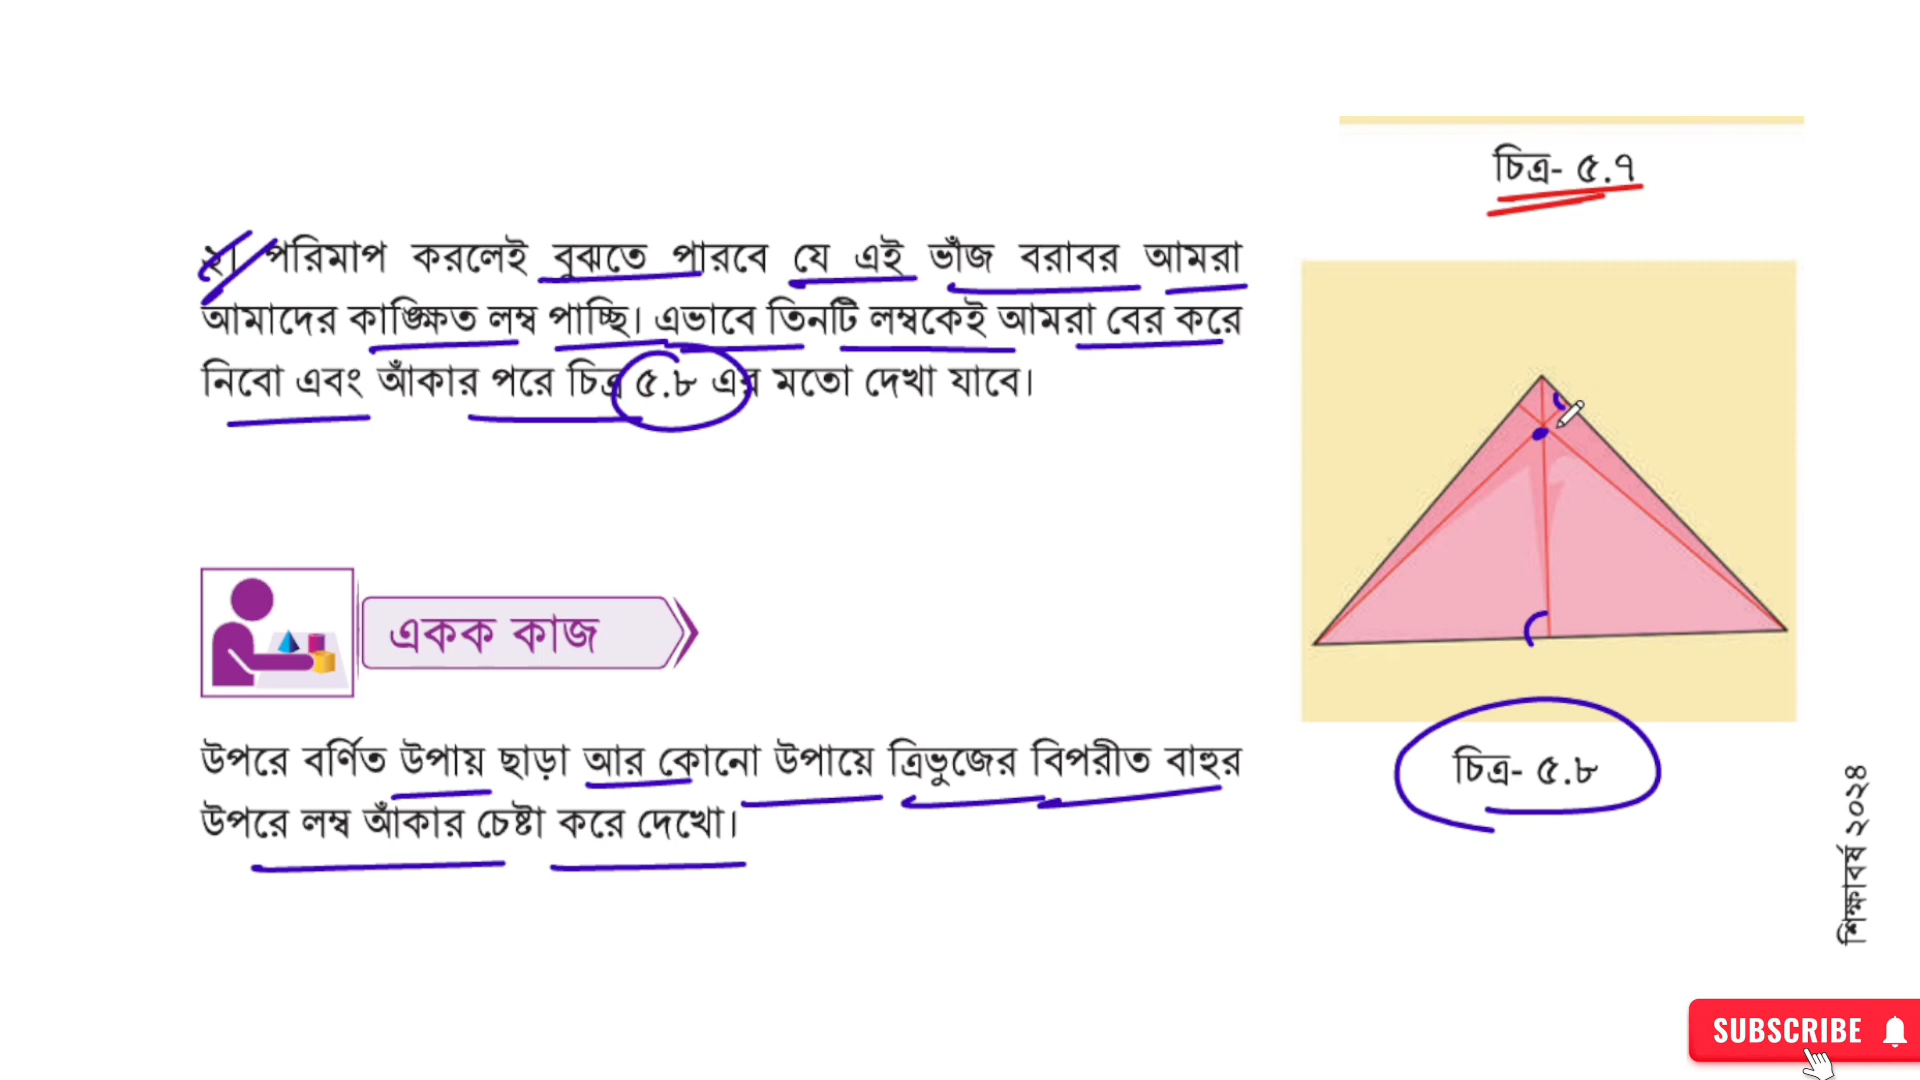 চিত্র- ৫.৭
২। পরিমাপ করলেই বুঝতে পারবে যে এই ভাঁজ বরাবর আমরা
আমাদের কাঙ্ক্ষিত লম্ব পাচ্ছি। এভাবে তিনটি লম্বকেই আমরা বের করে
নিবো এবং আঁকার পরে চিত্র ৫.৮ এর মতো দেখা যাবে।
একক কাজ
উপরে বর্ণিত উপায় ছাড়া আর কোনো উপায়ে ত্রিভুজের বিপরীত বাহুর
উপরে লম্ব আঁকার চেষ্টা করে দেখো।
চিত্র- ৫.৮
শিক্ষাবর্ষ ২০২৪
SUBSCRIBE